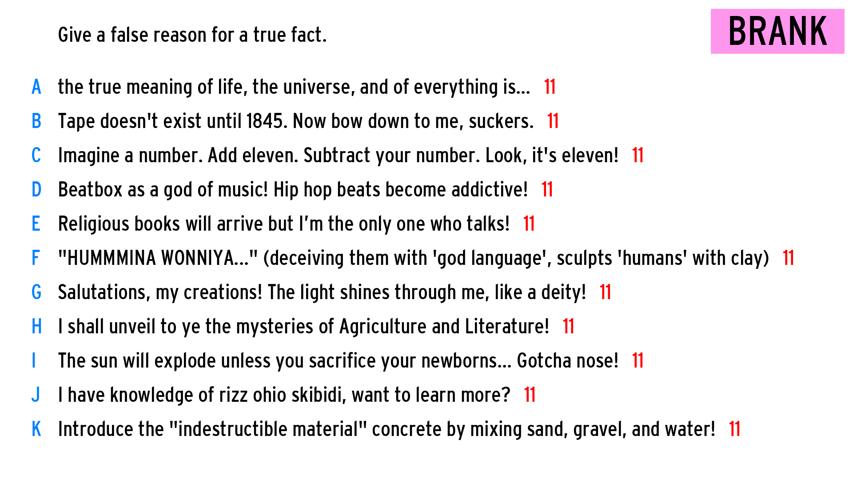 Give a false reason for a true fact.
BRANK
A the true meaning of life, the universe, and of everything is... 11
B Tape doesn't exist until 1845. Now bow down to me, suckers. 11
C Imagine a number. Add eleven. Subtract your number. Look, it's eleven! 11
D Beatbox as a god of music! Hip hop beats become addictive! 11
E Religious books will arrive but I’m the only one who talks! 11
F "HUMMMINA WONNIYA..." (deceiving them with 'god language', sculpts 'humans' with clay) 11
G Salutations, my creations! The light shines through me, like a deity! 11
H I shall unveil to ye the mysteries of Agriculture and Literature! 11
I The sun will explode unless you sacrifice your newborns... Gotcha nose! 11
J I have knowledge of rizz ohio skibidi, want to learn more? 11
K Introduce the "indestructible material" concrete by mixing sand, gravel, and water! 11